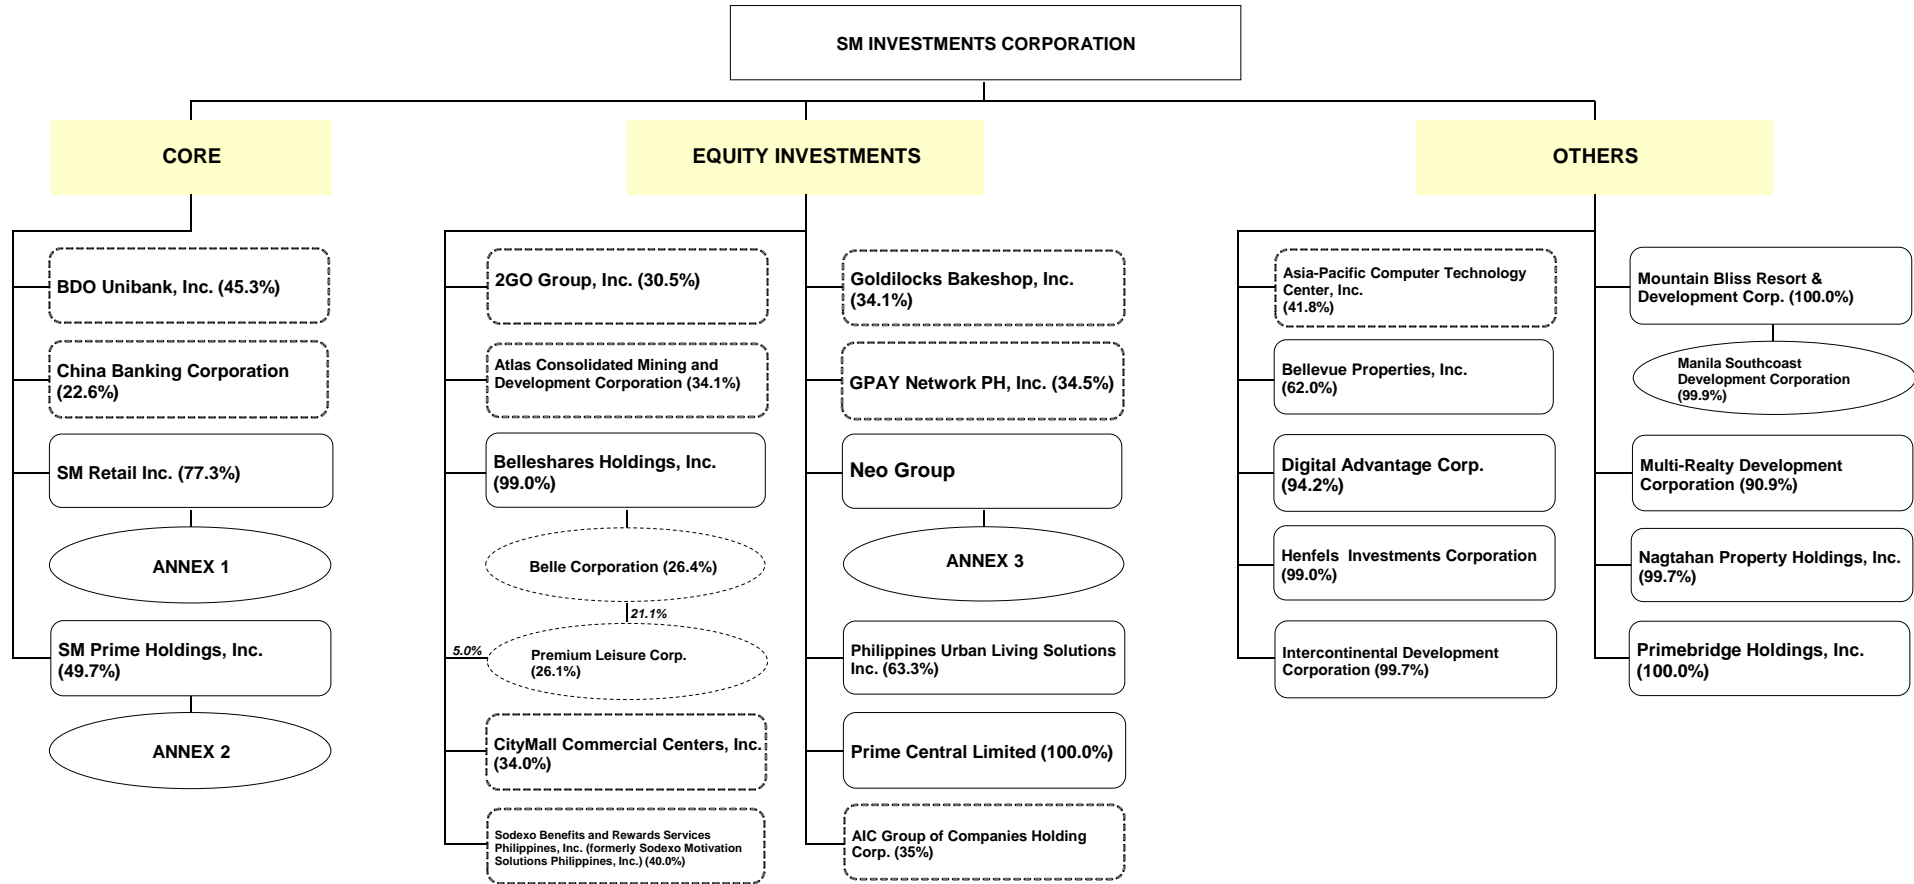 SM INVESTMENTS CORPORATION
CORE
EQUITY INVESTMENTS
OTHERS
BDO Unibank, Inc. (45.3%)
China Banking Corporation
(22.6%)
SM Retail Inc. (77.3%)
ANNEX 1
SM Prime Holdings, Inc.
(49.7%)
ANNEX 2
2GO Group, Inc. (30.5%)
Atlas Consolidated Mining and
Development Corporation (34.1%)
Belleshares Holdings, Inc.
(99.0%)
Belle Corporation (26.4%)
21.1%
5.0%
Premium Leisure Corp.
(26.1%)
CityMall Commercial Centers, Inc.
(34.0%)
Sodexo Benefits and Rewards Services
Philippines, Inc. (formerly Sodexo Motivation
Solutions Philippines, Inc.) (40.0%)
Goldilocks Bakeshop, Inc.
(34.1%)
GPAY Network PH, Inc. (34.5%)
Neo Group
ANNEX 3
Philippines Urban Living Solutions
Inc. (63.3%)
Prime Central Limited (100.0%)
AIC Group of Companies Holding
Corp. (35%)
Asia-Pacific Computer Technology
Center, Inc.
(41.8%)
Bellevue Properties, Inc.
(62.0%)
Digital Advantage Corp.
(94.2%)
Henfels  Investments Corporation
(99.0%)
Intercontinental Development
Corporation (99.7%)
Mountain Bliss Resort &
Development Corp. (100.0%)
Manila Southcoast
Development Corporation
(99.9%)
Multi-Realty Development
Corporation (90.9%)
Nagtahan Property Holdings, Inc.
(99.7%)
Primebridge Holdings, Inc.
(100.0%)